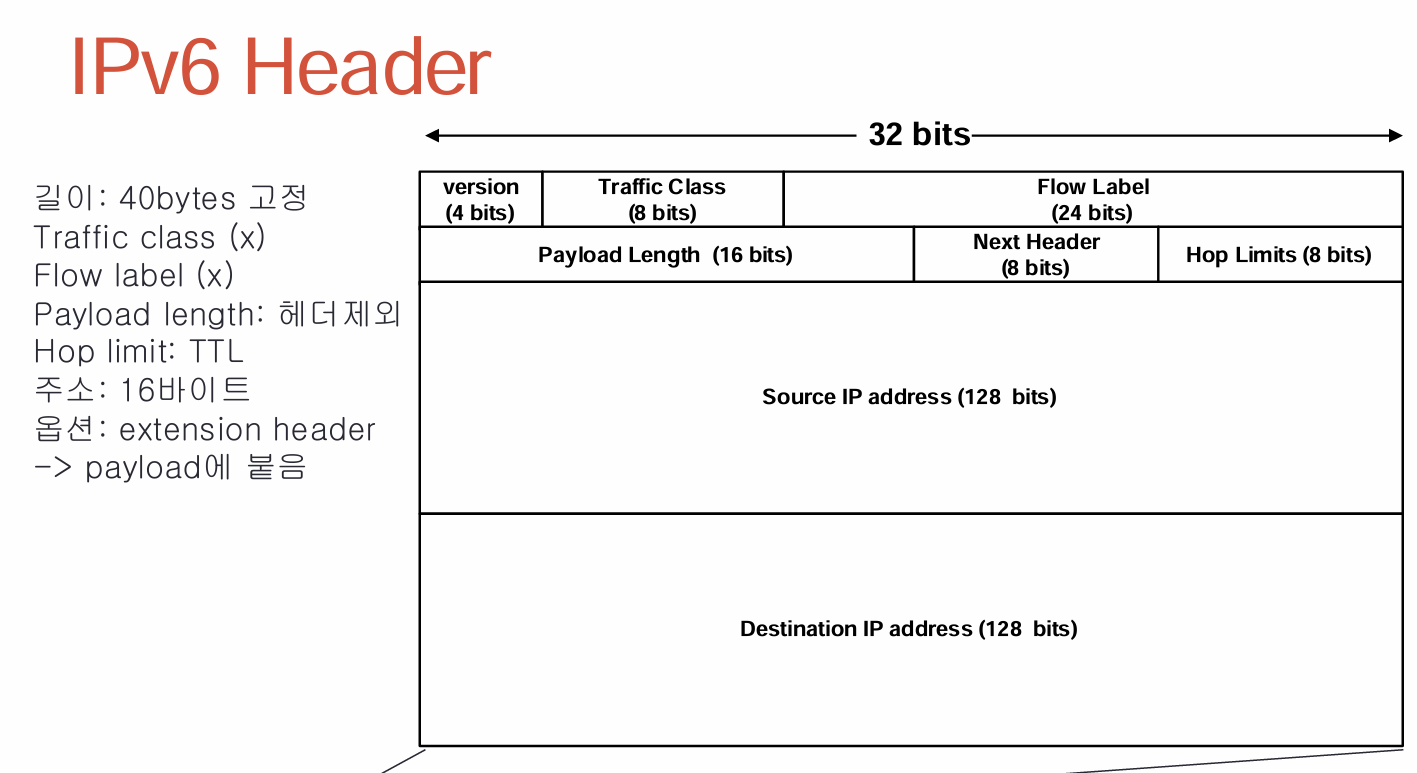 IPv6 Header
32 bits
길이: 40bytes 고정
Traffic class (x)
Flow label (x)
Payload length: 헤더제외
Hop limit: TTL
주소: 16바이트
옵션: extension header
-> payload에 붙음
version
(4 bits)
Traffic Class
(8 bits)
Flow Label
(24 bits)
Payload Length (16 bits)
Next Header
(8 bits)
Hop Limits (8 bits)
Source IP address (128 bits)
Destination IP address (128 bits)